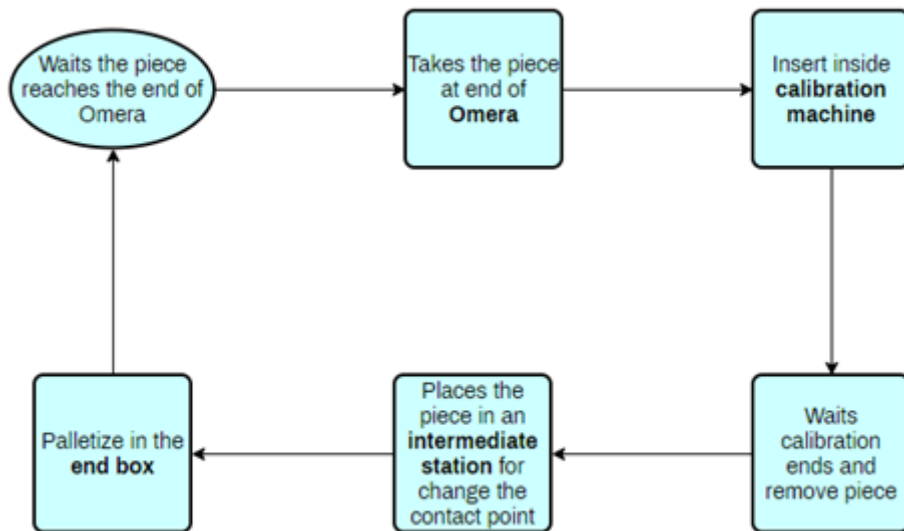 Waits the piece
reaches the end of
Omera
Takes the piece
at end of
Omera
Insert inside
calibration
machine
Waits
calibration
ends and
remove piece
Places the
piece in an
intermediate
station for
change the
contact point
Palletize in the
end box